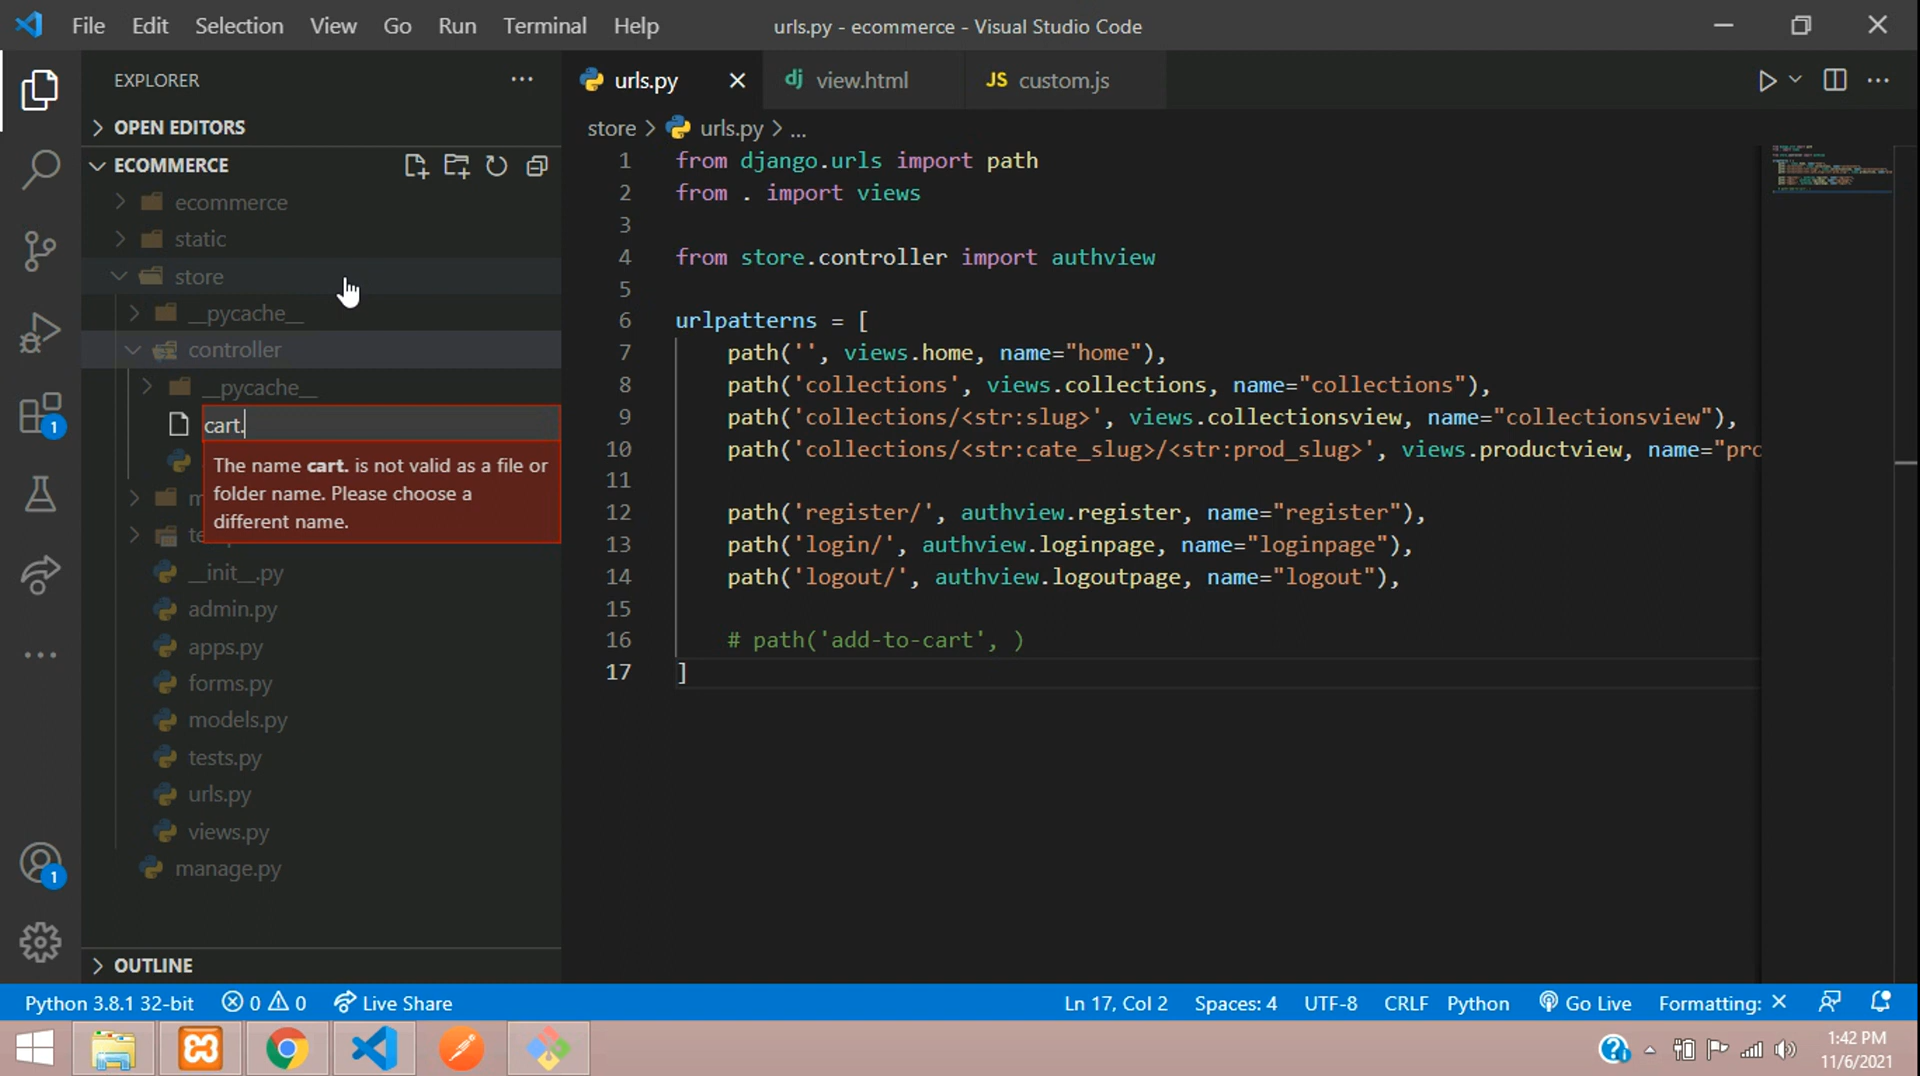 File Edit Selection View Go Run Terminal Help urls.py - ecommerce - Visual Studio Code
EXPLORER
OPEN EDITORS
ECOMMERCE
ecommerce
static
store
__pycache__
controller
__pycache__
cart.
The name cart. is not valid as a file or
folder name. Please choose a
different name.
m
te
__init__.py
admin.py
apps.py
forms.py
models.py
tests.py
urls.py
views.py
manage.py
OUTLINE
1
1
urls.py
dj view.html
JS custom.js
store > urls.py > ...
1 from django.urls import path
2 from . import views
3
4 from store.controller import authview
5
6 urlpatterns = [
7 path('', views.home, name="home"),
8 path('collections', views.collections, name="collections"),
9 path('collections/<str:slug>', views.collectionsview, name="collectionsview"),
10 path('collections/<str:cate_slug>/<str:prod_slug>', views.productview, name="pro
11
12 path('register/', authview.register, name="register"),
13 path('login/', authview.loginpage, name="loginpage"),
14 path('logout/', authview.logoutpage, name="logout"),
15
16 # path('add-to-cart', )
17 ]
Python 3.8.1 32-bit 0 0 Live Share Ln 17, Col 2 Spaces: 4 UTF-8 CRLF Python Go Live Formatting: ×
1:42 PM
11/6/2021